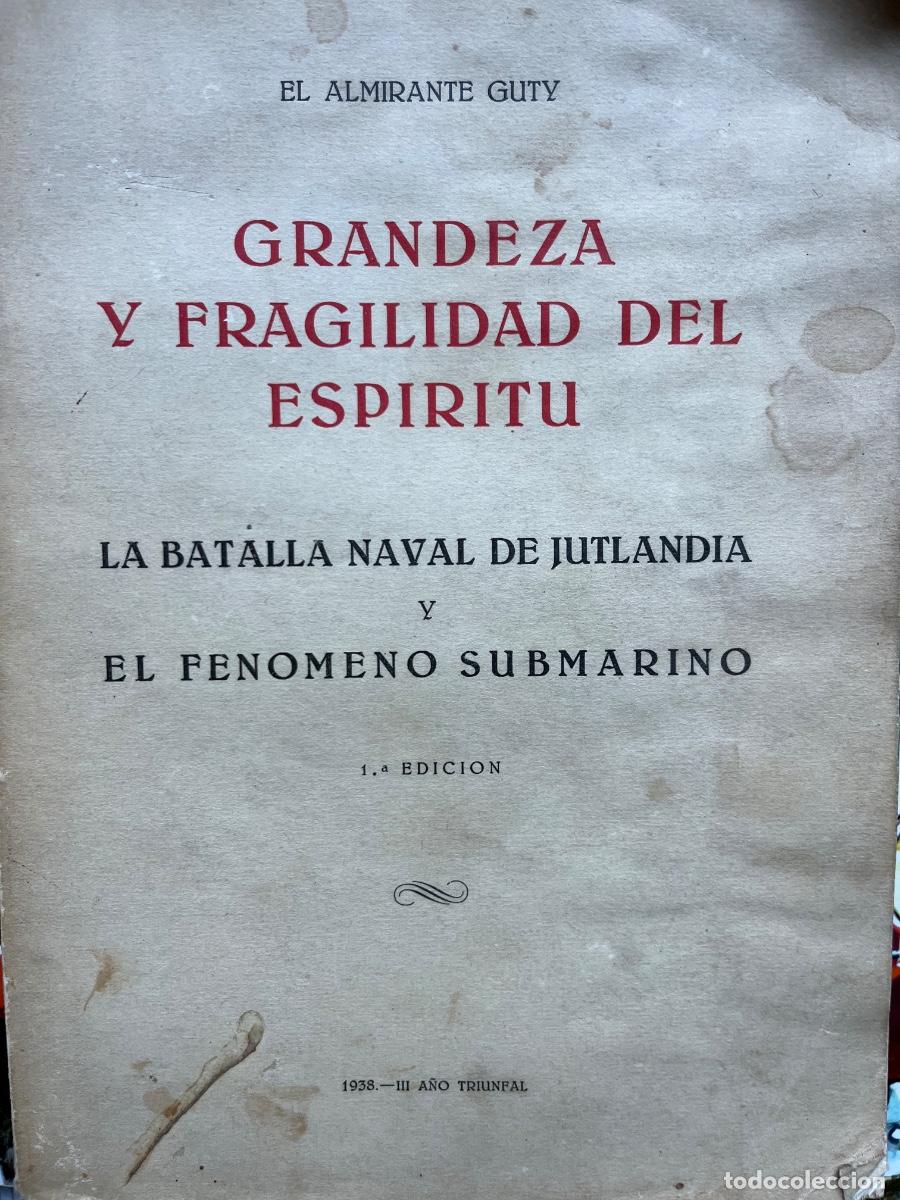 EL ALMIRANTE GUTY
GRANDEZA
Y FRAGILIDAD DEL
ESPIRITU
LA BATALLA NAVAL DE JUTLANDIA
Y
EL FENOMENO SUBMARINO
1.ª EDICION
1938.—III AÑO TRIUNFAL
todocoleccion